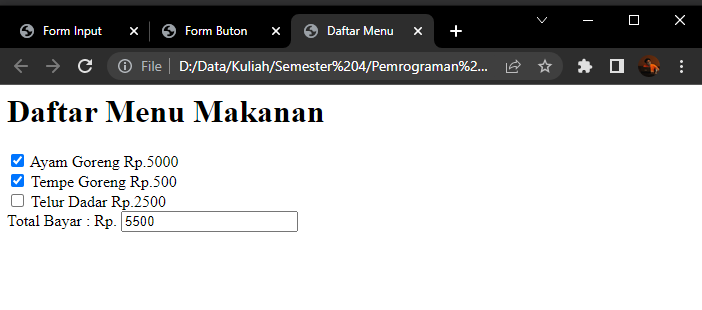 Form Input
Form Buton
Daftar Menu
File
D:/Data/Kuliah/Semester%204/Pemrograman%2...
Daftar Menu Makanan
Ayam Goreng Rp.5000
Tempe Goreng Rp.500
Telur Dadar Rp.2500
Total Bayar : Rp. 5500